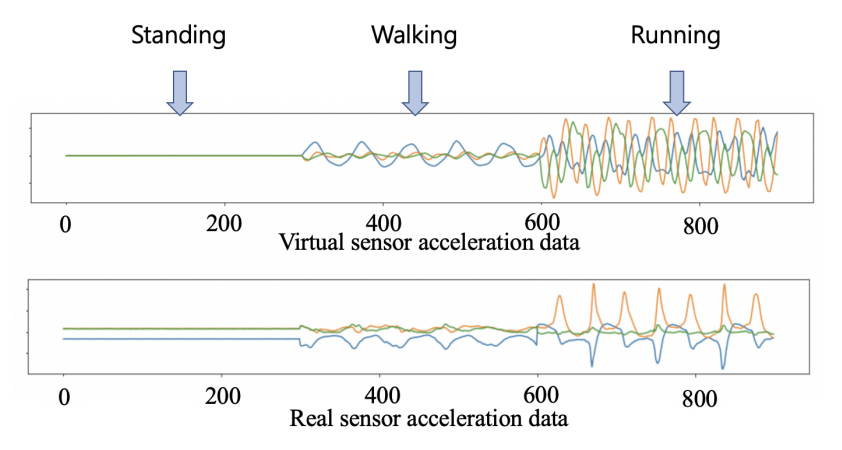 Standing Walking Running
0 200 400 600 800
Virtual sensor acceleration data
0 200 400 600 800
Real sensor acceleration data